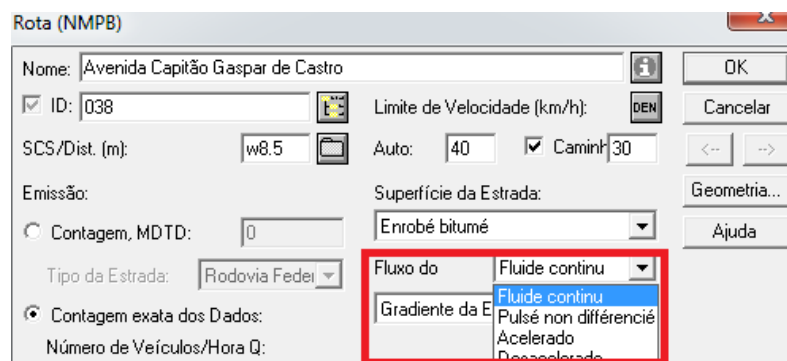 Rota (NMPB)
Nome: Avenida Capitão Gaspar de Castro
OK
ID: 038
Limite de Velocidade (km/h):
DEN
Cancelar
SCS/Dist. (m): w8.5
Auto: 40
Caminh 30
<-- -->
Emissão:
Superfície da Estrada:
Geometria...
Contagem, MDTD: 0
Enrobé bitumé
Ajuda
Tipo da Estrada: Rodovia Feder
Fluxo do Fluide continu
Fluide continu
Contagem exata dos Dados:
Gradiente da E
Pulsé non différencié
Acelerado
Número de Veículos/Hora Q:
Desacelerado